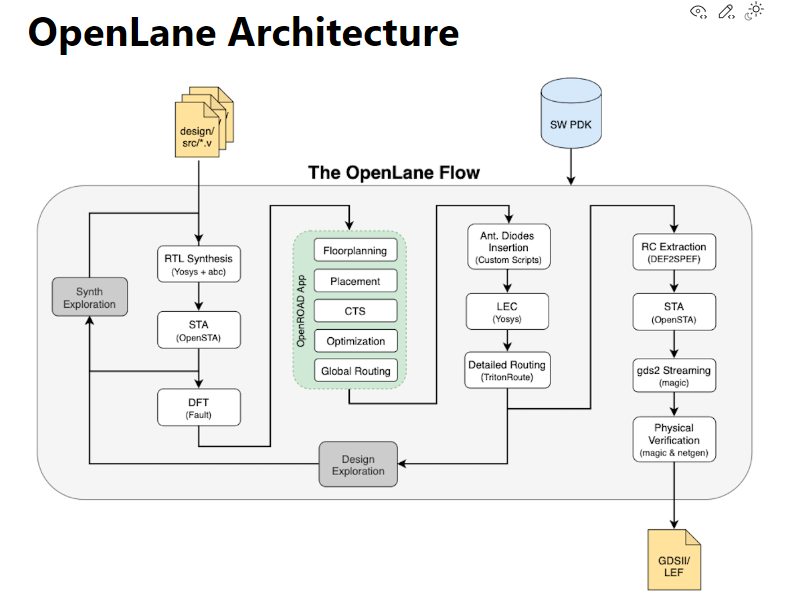 OpenLane Architecture
design/
src/*.v
SW PDK
The OpenLane Flow
RTL Synthesis
(Yosys + abc)
STA
(OpenSTA)
DFT
(Fault)
Synth
Exploration
OpenROAD App
Floorplanning
Placement
CTS
Optimization
Global Routing
Ant. Diodes
Insertion
(Custom Scripts)
LEC
(Yosys)
Detailed Routing
(TritonRoute)
Design
Exploration
RC Extraction
(DEF2SPEF)
STA
(OpenSTA)
gds2 Streaming
(magic)
Physical
Verification
(magic & netgen)
GDSII/
LEF